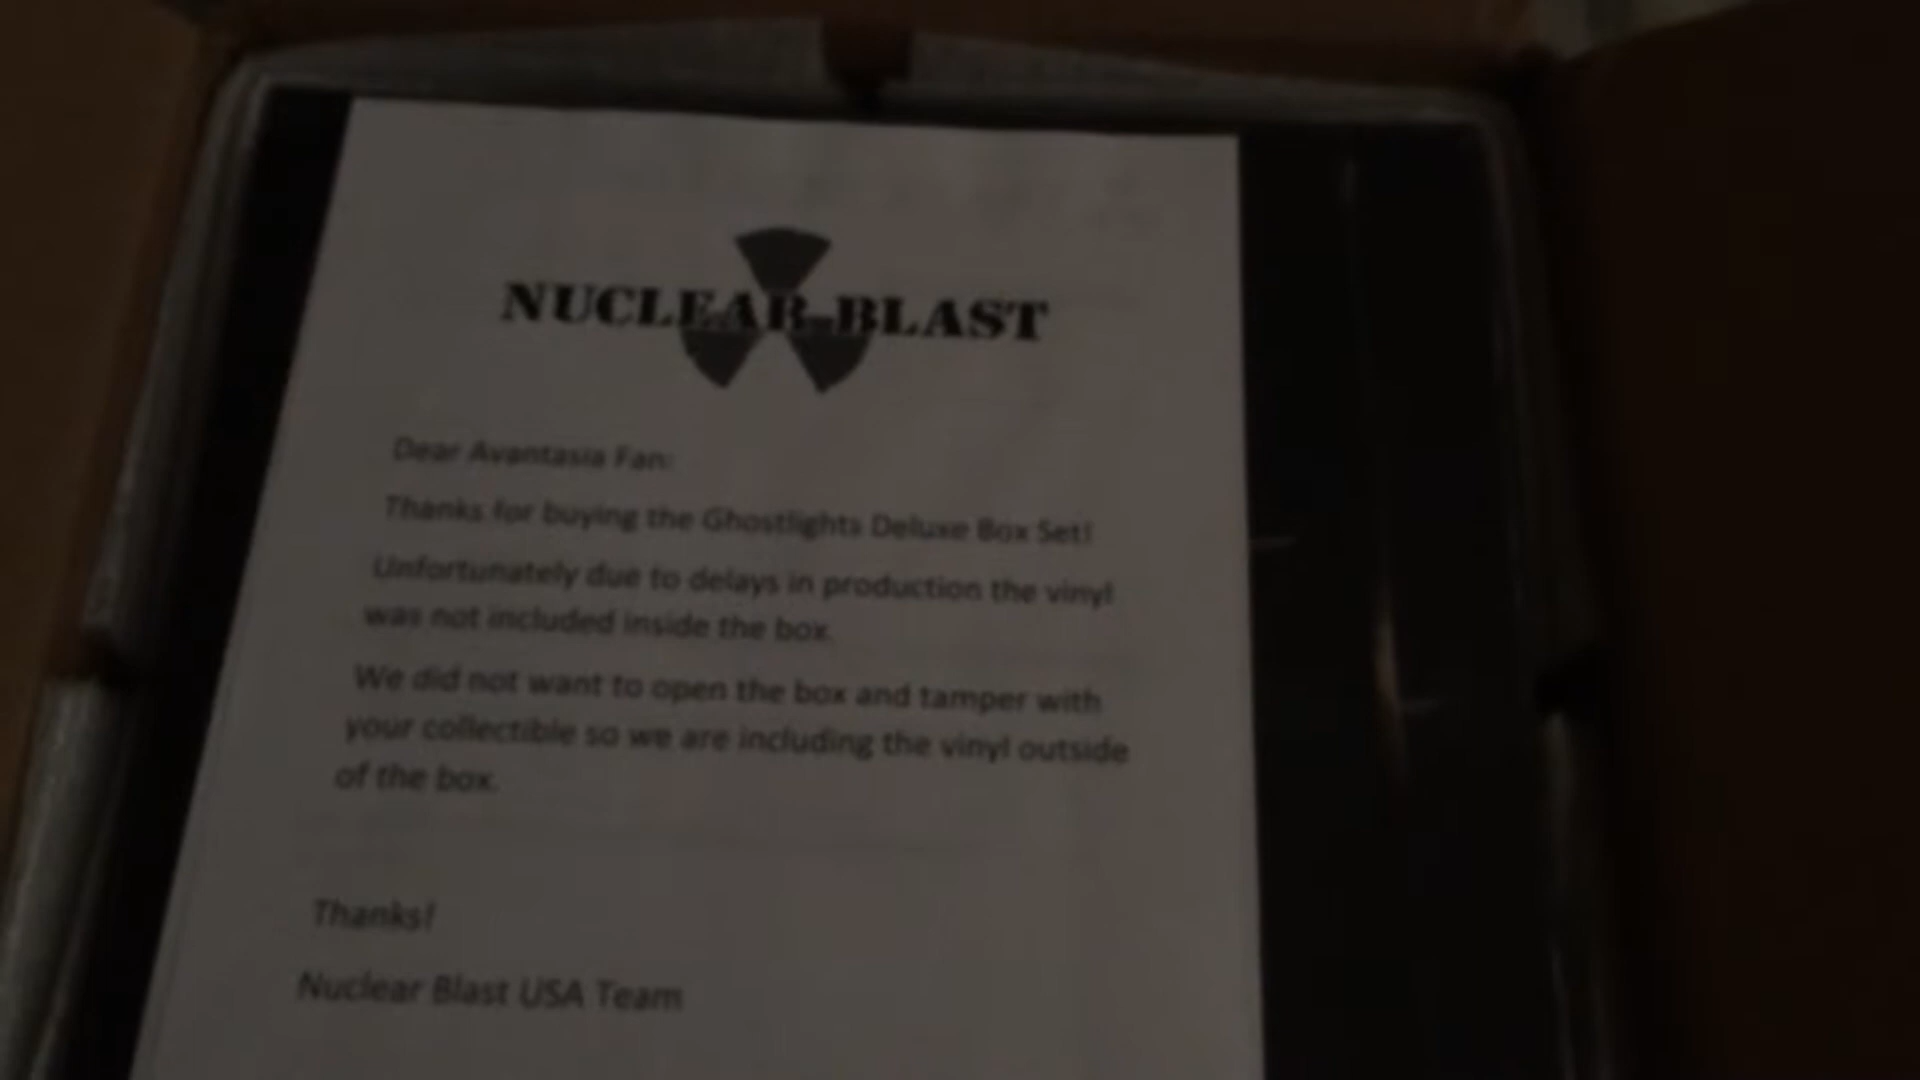 NUCLEAR BLAST
Dear Avantasia Fan:
Thanks for buying the Ghostlights Deluxe Box Set!
Unfortunately due to delays in production the vinyl
was not included inside the box.
We did not want to open the box and tamper with
your collectible so we are including the vinyl outside
of the box.
Thanks!
Nuclear Blast USA Team